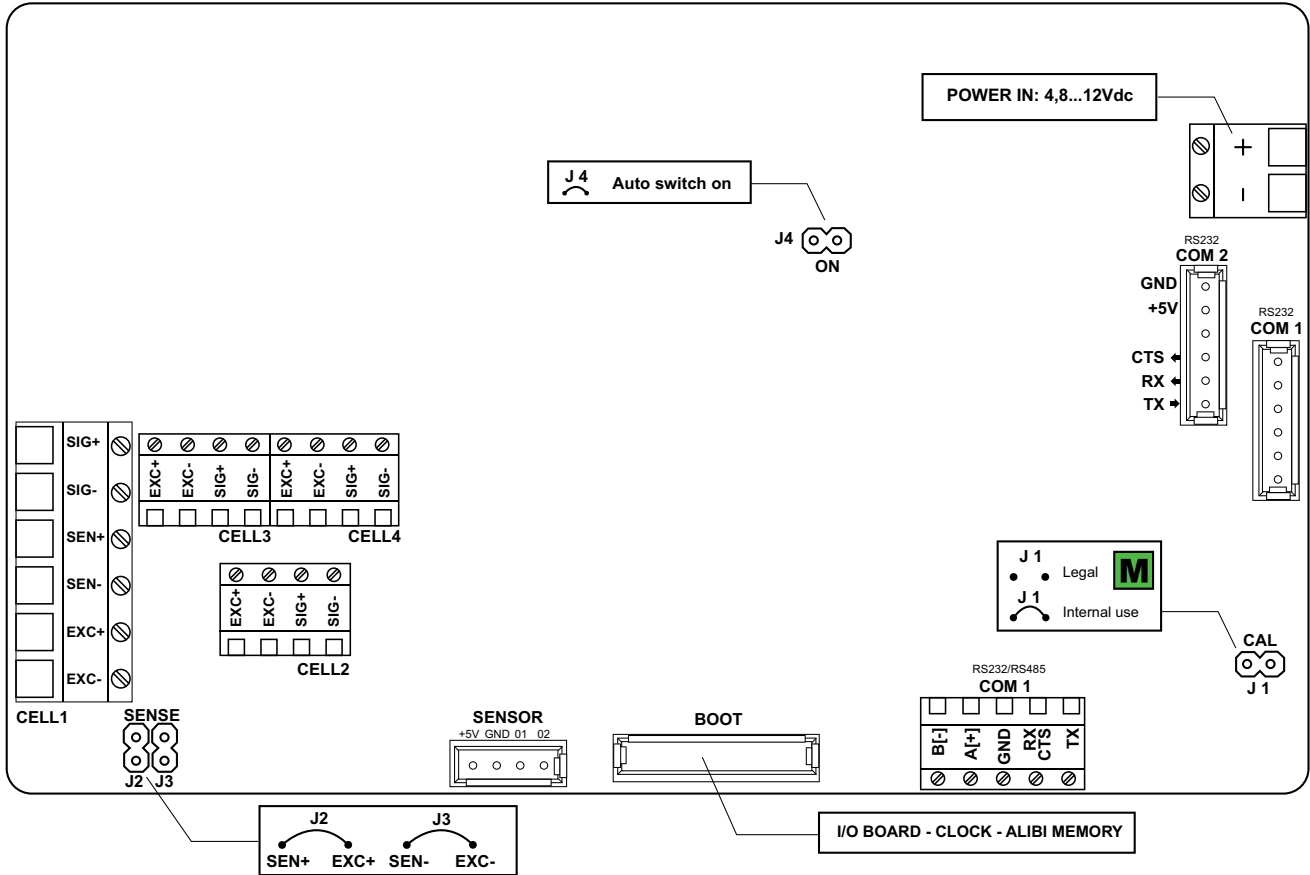 POWER IN: 4,8...12Vdc
+
-
J 4
Auto switch on
J4
ON
RS232
COM 2
GND
+5V
CTS
RX
TX
RS232
COM 1
SIG+
SIG-
SEN+
SEN-
EXC+
EXC-
CELL1
EXC+ EXC- SIG+ SIG- EXC+ EXC- SIG+ SIG-
CELL3 CELL4
EXC+ EXC- SIG+ SIG-
CELL2
J 1
Legal
M
J 1
Internal use
CAL
J 1
RS232/RS485
COM 1
B[-] A[+] GND RX CTS TX
SENSE
J2 J3
SENSOR
+5V GND 01 02
BOOT
I/O BOARD - CLOCK - ALIBI MEMORY
J2 J3
SEN+ EXC+ SEN- EXC-